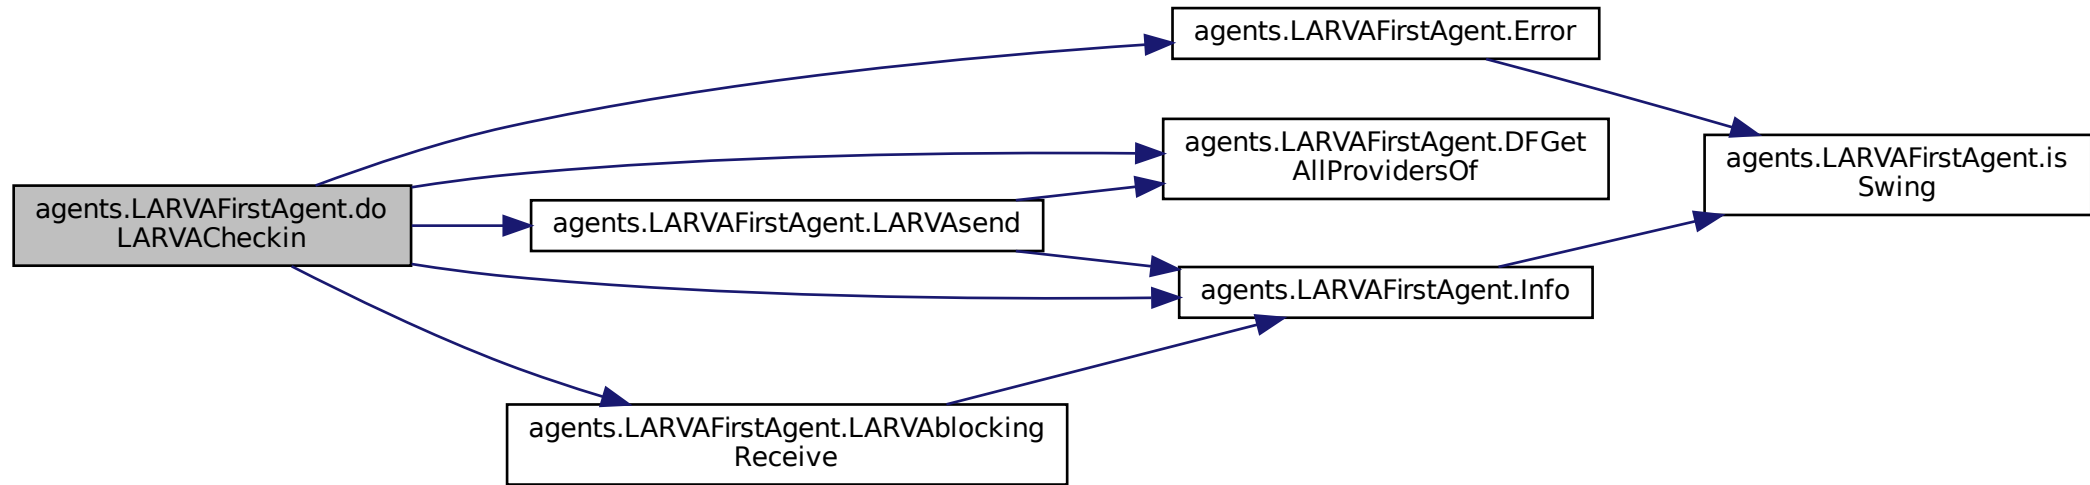 agents.LARVAFirstAgent.do
LARVACheckin
agents.LARVAFirstAgent.Error
agents.LARVAFirstAgent.DFGet
AllProvidersOf
agents.LARVAFirstAgent.is
Swing
agents.LARVAFirstAgent.LARVAsend
agents.LARVAFirstAgent.Info
agents.LARVAFirstAgent.LARVAblocking
Receive